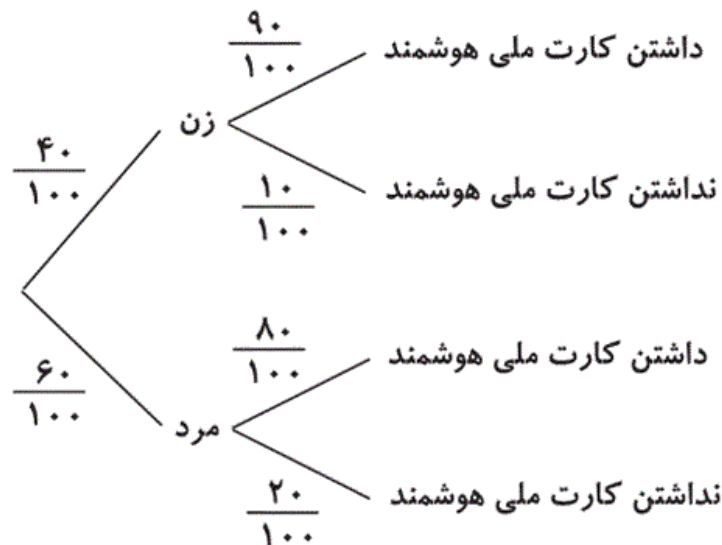 ۹۰
۱۰۰
داشتن کارت ملی هوشمند
زن
۴۰
۱۰۰
۱۰
۱۰۰
نداشتن کارت ملی هوشمند
۸۰
۱۰۰
داشتن کارت ملی هوشمند
۶۰
۱۰۰
مرد
۲۰
۱۰۰
نداشتن کارت ملی هوشمند